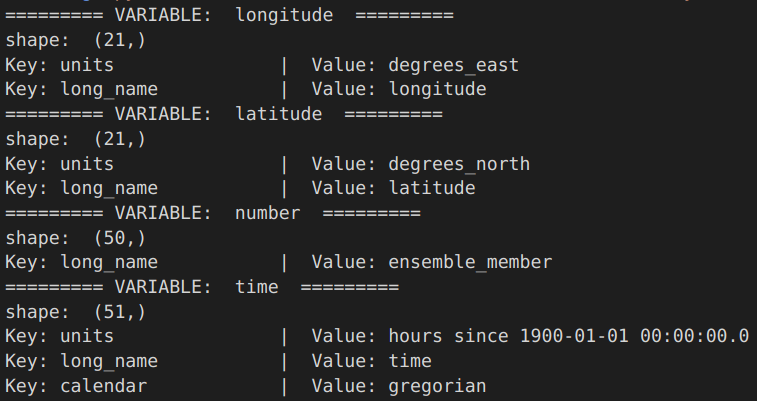 ========= VARIABLE:  longitude  =========
shape:  (21,)
Key: units               |  Value: degrees_east
Key: long_name           |  Value: longitude
========= VARIABLE:  latitude  =========
shape:  (21,)
Key: units               |  Value: degrees_north
Key: long_name           |  Value: latitude
========= VARIABLE:  number  =========
shape:  (50,)
Key: long_name           |  Value: ensemble_member
========= VARIABLE:  time  =========
shape:  (51,)
Key: units               |  Value: hours since 1900-01-01 00:00:00.0
Key: long_name           |  Value: time
Key: calendar            |  Value: gregorian